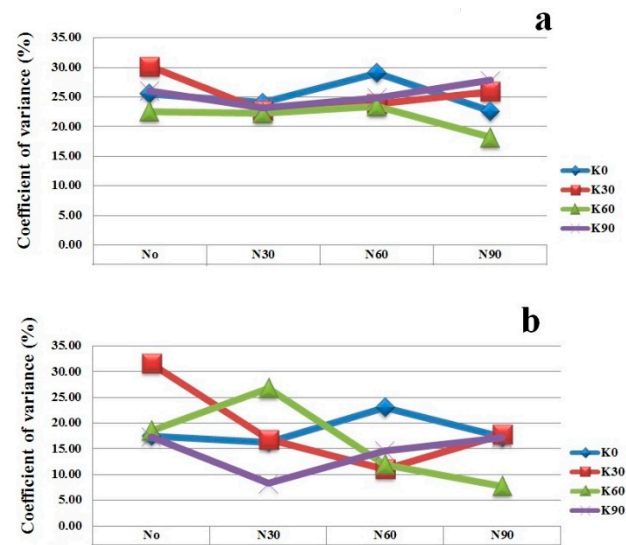 a
Coefficient of variance (%)
35.00
30.00
25.00
20.00
15.00
10.00
5.00
0.00
No N30 N60 N90
K0
K30
K60
K90
b
Coefficient of variance (%)
35.00
30.00
25.00
20.00
15.00
10.00
5.00
0.00
No N30 N60 N90
K0
K30
K60
K90